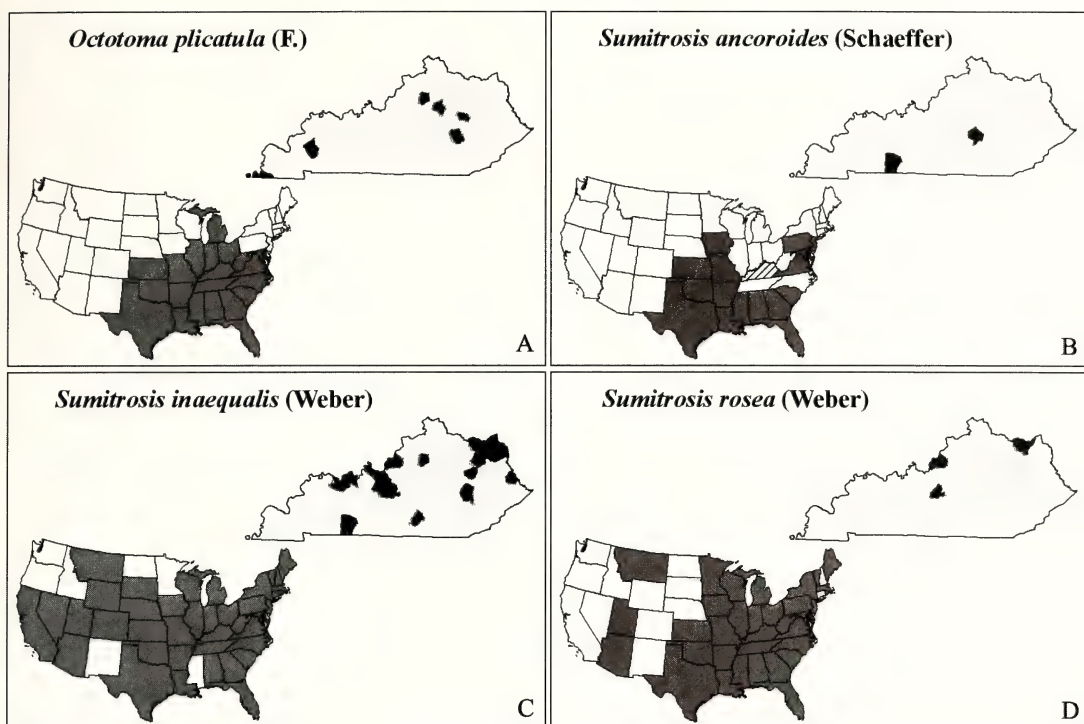 Octotoma plicatula (F.)
A
Sumitrosis ancoroides (Schaeffer)
B
Sumitrosis inaequalis (Weber)
C
Sumitrosis rosea (Weber)
D